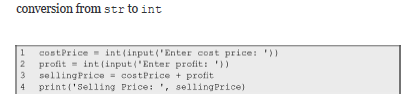 conversion from str to int
1 costPrice = int(input('Enter cost price: '))
2 profit = int(input('Enter profit: '))
3 sellingPrice = costPrice + profit
4 print('Selling Price: ', sellingPrice)